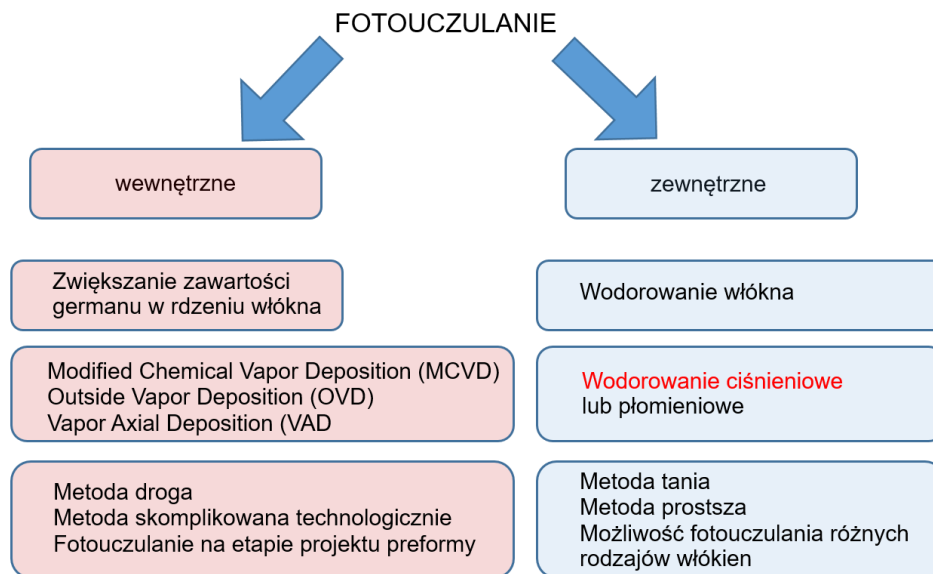 FOTOUCZULANIE
wewnętrzne
zewnętrzne
Zwiększanie zawartości
germanu w rdzeniu włókna
Wodorowanie włókna
Modified Chemical Vapor Deposition (MCVD)
Outside Vapor Deposition (OVD)
Vapor Axial Deposition (VAD
Wodorowanie ciśnieniowe
lub płomieniowe
Metoda droga
Metoda skomplikowana technologicznie
Fotouczulanie na etapie projektu preformy
Metoda tania
Metoda prostsza
Możliwość fotouczulania różnych
rodzajów włókien